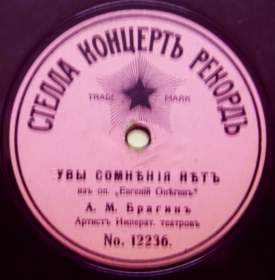 СТЕЛЛА КОНЦЕРТЪ РЕКОРДЪ
TRADE MARK
УВЫ СОМНѢНІЯ НѢТЪ
изъ оп. „Евгеній Онѣгинъ"
А. М. Брагинъ
Артистъ Императ. театровъ
No. 12236.